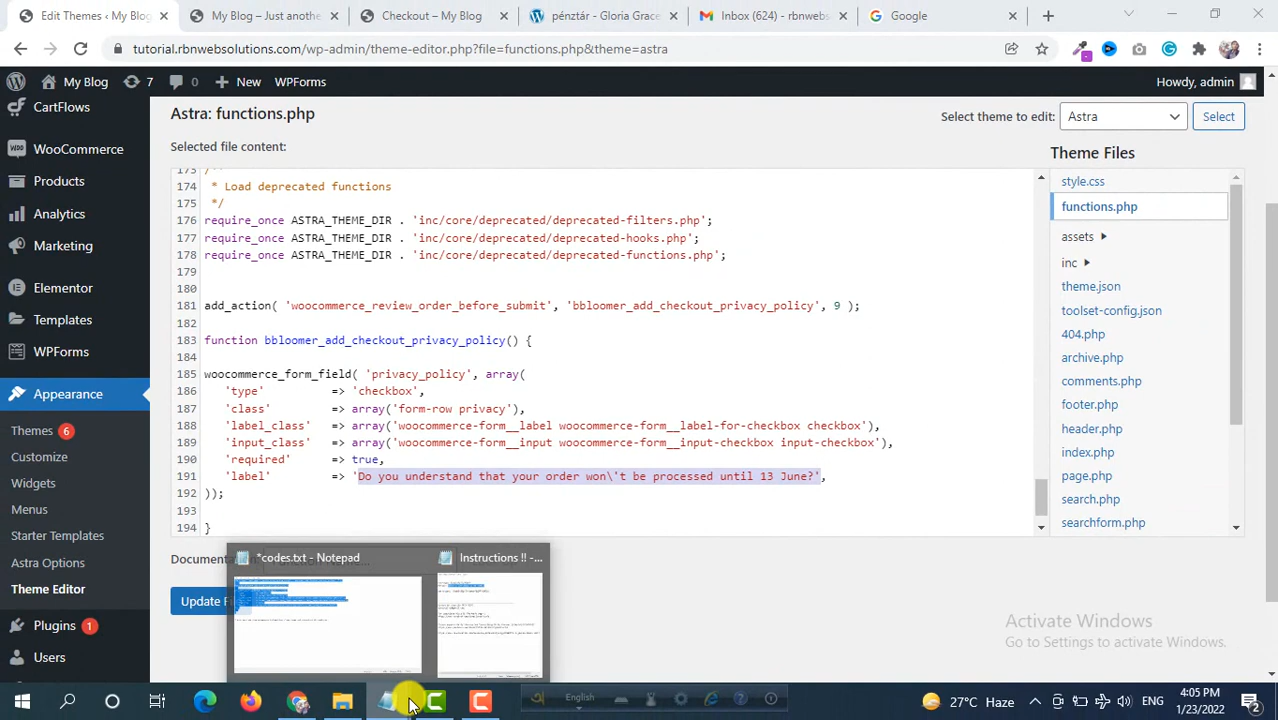 Edit Themes ‹ My Blog
My Blog – Just anothe
Checkout – My Blog
pénztár - Gloria Grace
Inbox (624) - rbnwebsol
Google
tutorial.rbnwebsolutions.com/wp-admin/theme-editor.php?file=functions.php&theme=astra
My Blog
7
0
New
WPForms
Howdy, admin
CartFlows
WooCommerce
Products
Analytics
Marketing
Elementor
Templates
WPForms
Appearance
Themes 6
Customize
Widgets
Menus
Starter Templates
Astra Options
Theme Editor
Plugins 1
Users
Astra: functions.php
Select theme to edit:
Astra
Select
Selected file content:
173 /**
174 * Load deprecated functions
175 */
176 require_once ASTRA_THEME_DIR . 'inc/core/deprecated/deprecated-filters.php';
177 require_once ASTRA_THEME_DIR . 'inc/core/deprecated/deprecated-hooks.php';
178 require_once ASTRA_THEME_DIR . 'inc/core/deprecated/deprecated-functions.php';
179
180
181 add_action( 'woocommerce_review_order_before_submit', 'bbloomer_add_checkout_privacy_policy', 9 );
182
183 function bbloomer_add_checkout_privacy_policy() {
184
185 woocommerce_form_field( 'privacy_policy', array(
186 'type' => 'checkbox',
187 'class' => array('form-row privacy'),
188 'label_class' => array('woocommerce-form__label woocommerce-form__label-for-checkbox checkbox'),
189 'input_class' => array('woocommerce-form__input woocommerce-form__input-checkbox input-checkbox'),
190 'required' => true,
191 'label' => 'Do you understand that your order won\'t be processed until 13 June?',
192 ));
193
194 }
Theme Files
style.css
functions.php
assets
inc
theme.json
toolset-config.json
404.php
archive.php
comments.php
footer.php
header.php
index.php
page.php
search.php
searchform.php
Documentation
Update F
*codes.txt - Notepad
Instructions !! -...
Activate Windows
Go to Settings to activate Windows.
English
27°C Haze
ENG
4:05 PM
1/23/2022
2